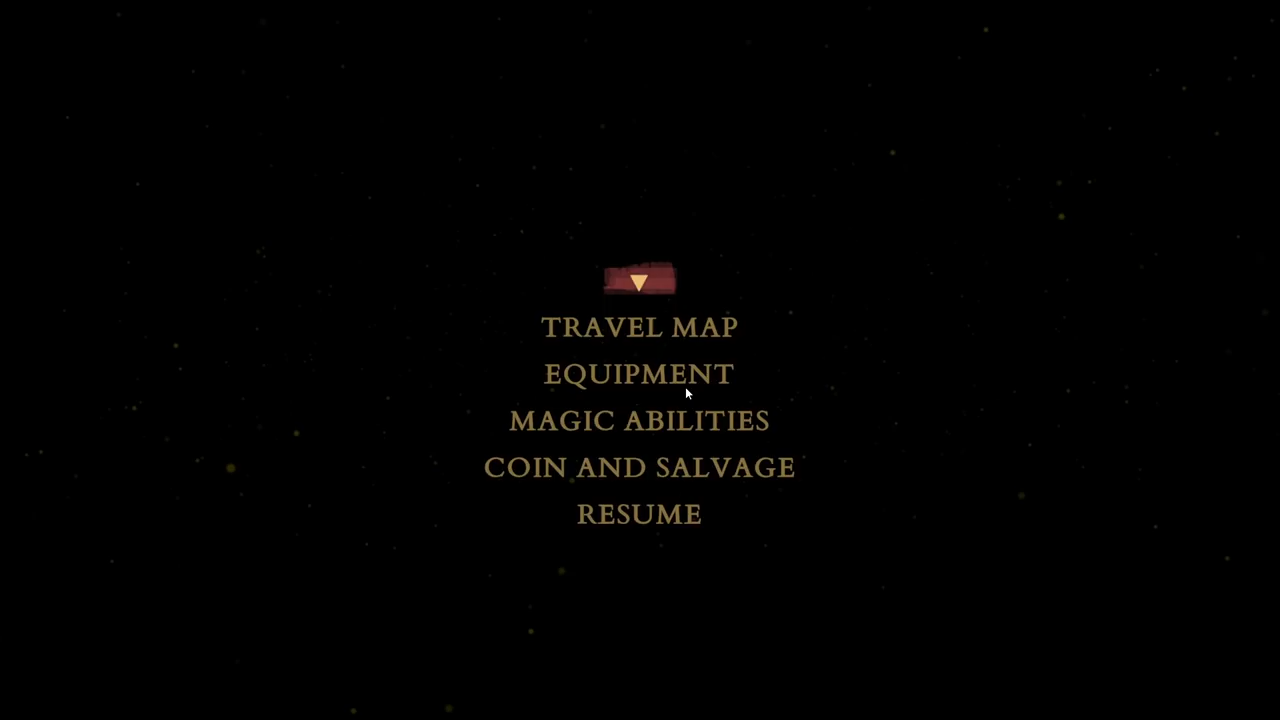 TRAVEL MAP
EQUIPMENT
MAGIC ABILITIES
COIN AND SALVAGE
RESUME